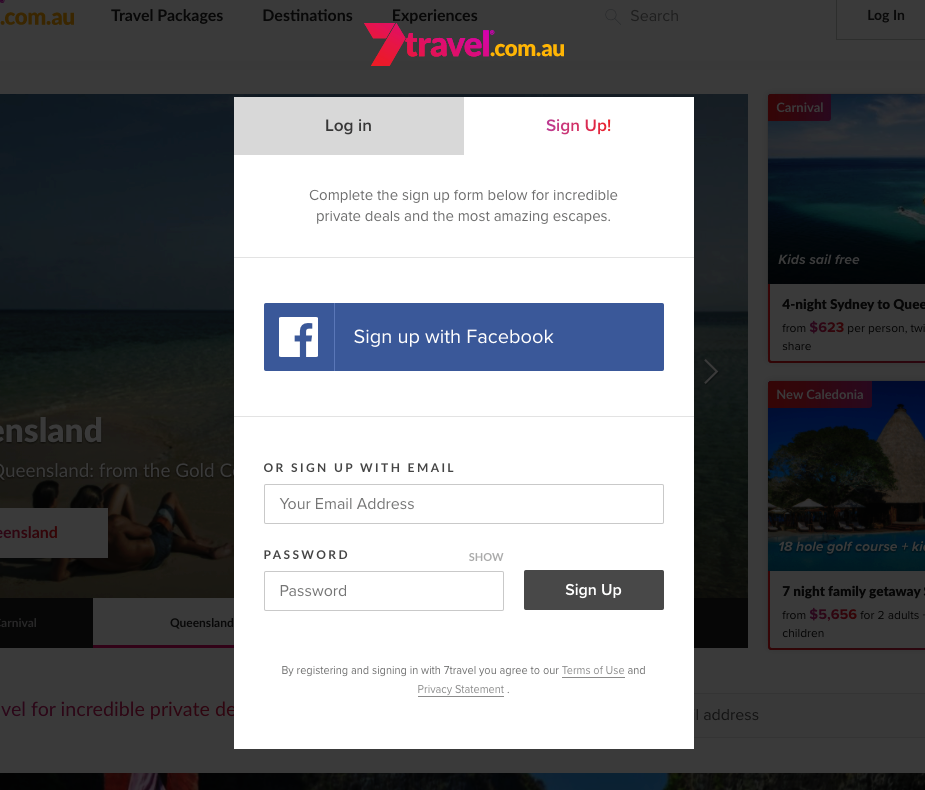 .com.au
Travel Packages
Destinations
Experiences
Search
Log In
7travel.com.au
Log in
Sign Up!
Complete the sign up form below for incredible
private deals and the most amazing escapes.
Sign up with Facebook
OR SIGN UP WITH EMAIL
Your Email Address
PASSWORD
SHOW
Password
Sign Up
By registering and signing in with 7travel you agree to our Terms of Use and
Privacy Statement .
ensland
Queensland: from the Gold C
eensland
arnival
Queensland
vel for incredible private de
l address
Carnival
Kids sail free
4-night Sydney to Quee
from $623 per person, twi
share
New Caledonia
18 hole golf course + ki
7 night family getaway
from $5,656 for 2 adults
children